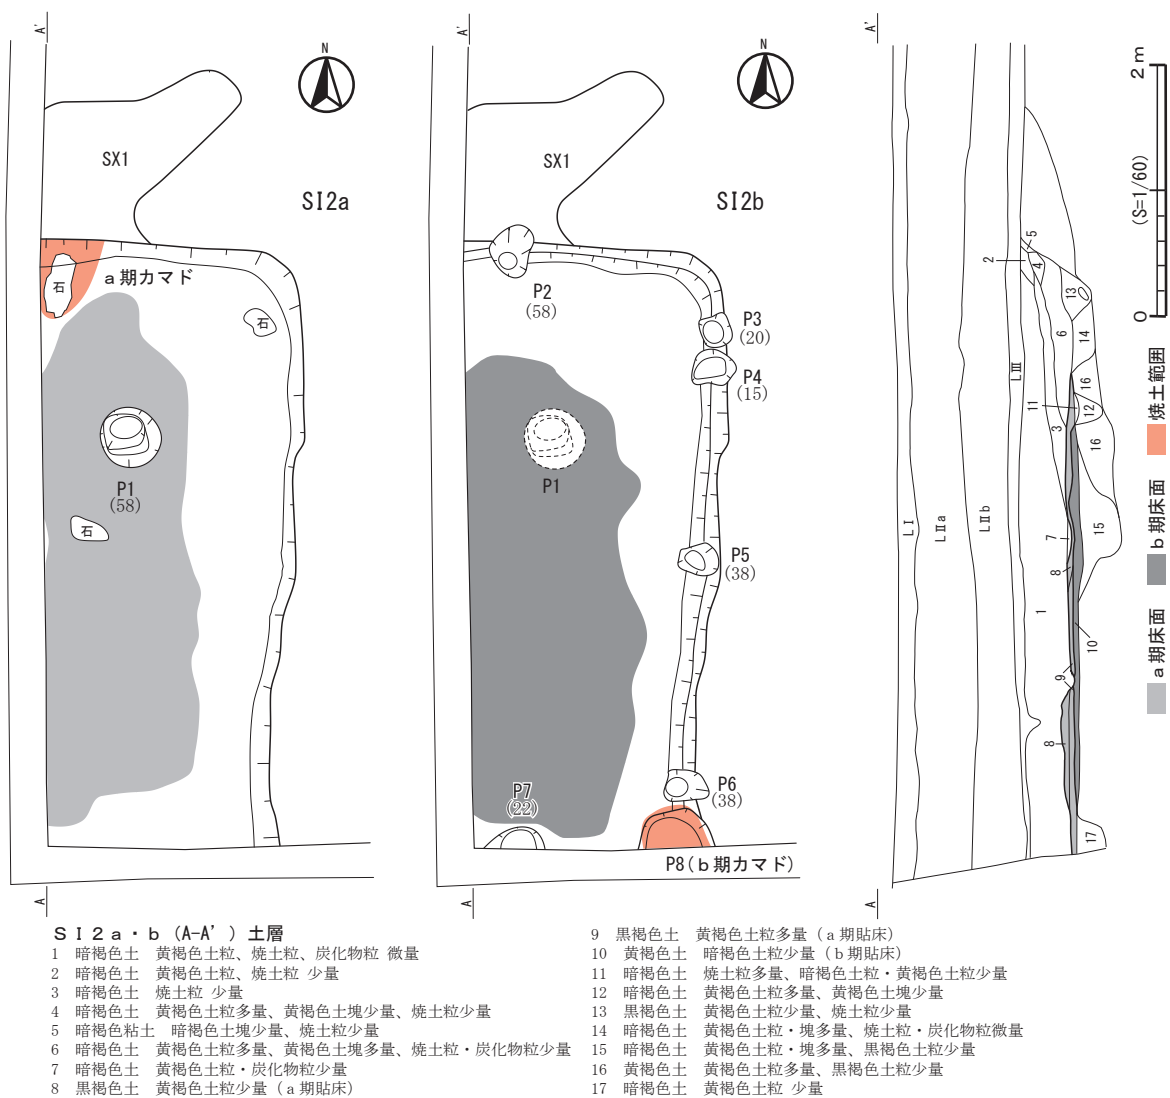 A'
N
SX1
SI2a
石
a期カマド
石
P1
(58)
石
A
A'
N
SX1
SI2b
P2
(58)
P3
(20)
P4
(15)
P1
P5
(38)
P7
(22)
P6
(38)
P8(b期カマド)
A
A'
5
2
4
13
6
14
LⅢ
16
11
12
3
16
LⅠ
LⅡa
LⅡb
7
15
8
1
10
9
8
17
A
2m
(S=1/60)
0
焼土範囲
b期床面
a期床面
SI2a・b(A-A’)土層
1 暗褐色土 黄褐色土粒、焼土粒、炭化物粒 微量
2 暗褐色土 黄褐色土粒、焼土粒 少量
3 暗褐色土 焼土粒 少量
4 暗褐色土 黄褐色土粒多量、黄褐色土塊少量、焼土粒少量
5 暗褐色粘土 暗褐色土塊少量、焼土粒少量
6 暗褐色土 黄褐色土粒多量、黄褐色土塊多量、焼土粒・炭化物粒少量
7 暗褐色土 黄褐色土粒・炭化物粒少量
8 黒褐色土 黄褐色土粒少量(a期貼床)
9 黒褐色土 黄褐色土粒多量(a期貼床)
10 黄褐色土 暗褐色土粒少量(b期貼床)
11 暗褐色土 焼土粒多量、暗褐色土粒・黄褐色土粒少量
12 暗褐色土 黄褐色土粒多量、黄褐色土塊少量
13 黒褐色土 黄褐色土粒少量、焼土粒少量
14 暗褐色土 黄褐色土粒・塊多量、焼土粒・炭化物粒微量
15 暗褐色土 黄褐色土粒・塊多量、黒褐色土粒少量
16 黄褐色土 黄褐色土粒多量、黒褐色土粒少量
17 暗褐色土 黄褐色土粒 少量